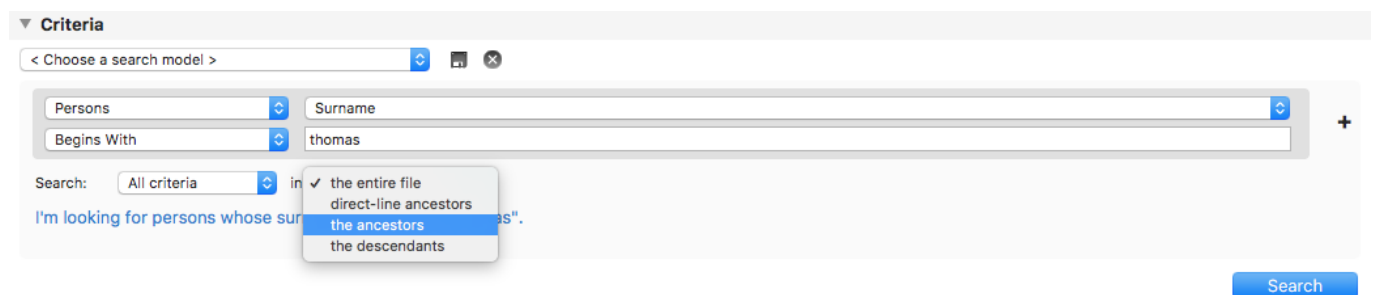 Criteria
< Choose a search model >
Persons
Surname
Begins With
thomas
Search: All criteria in ✓ the entire file
direct-line ancestors
I'm looking for persons whose sur the ancestors as".
the descendants
Search